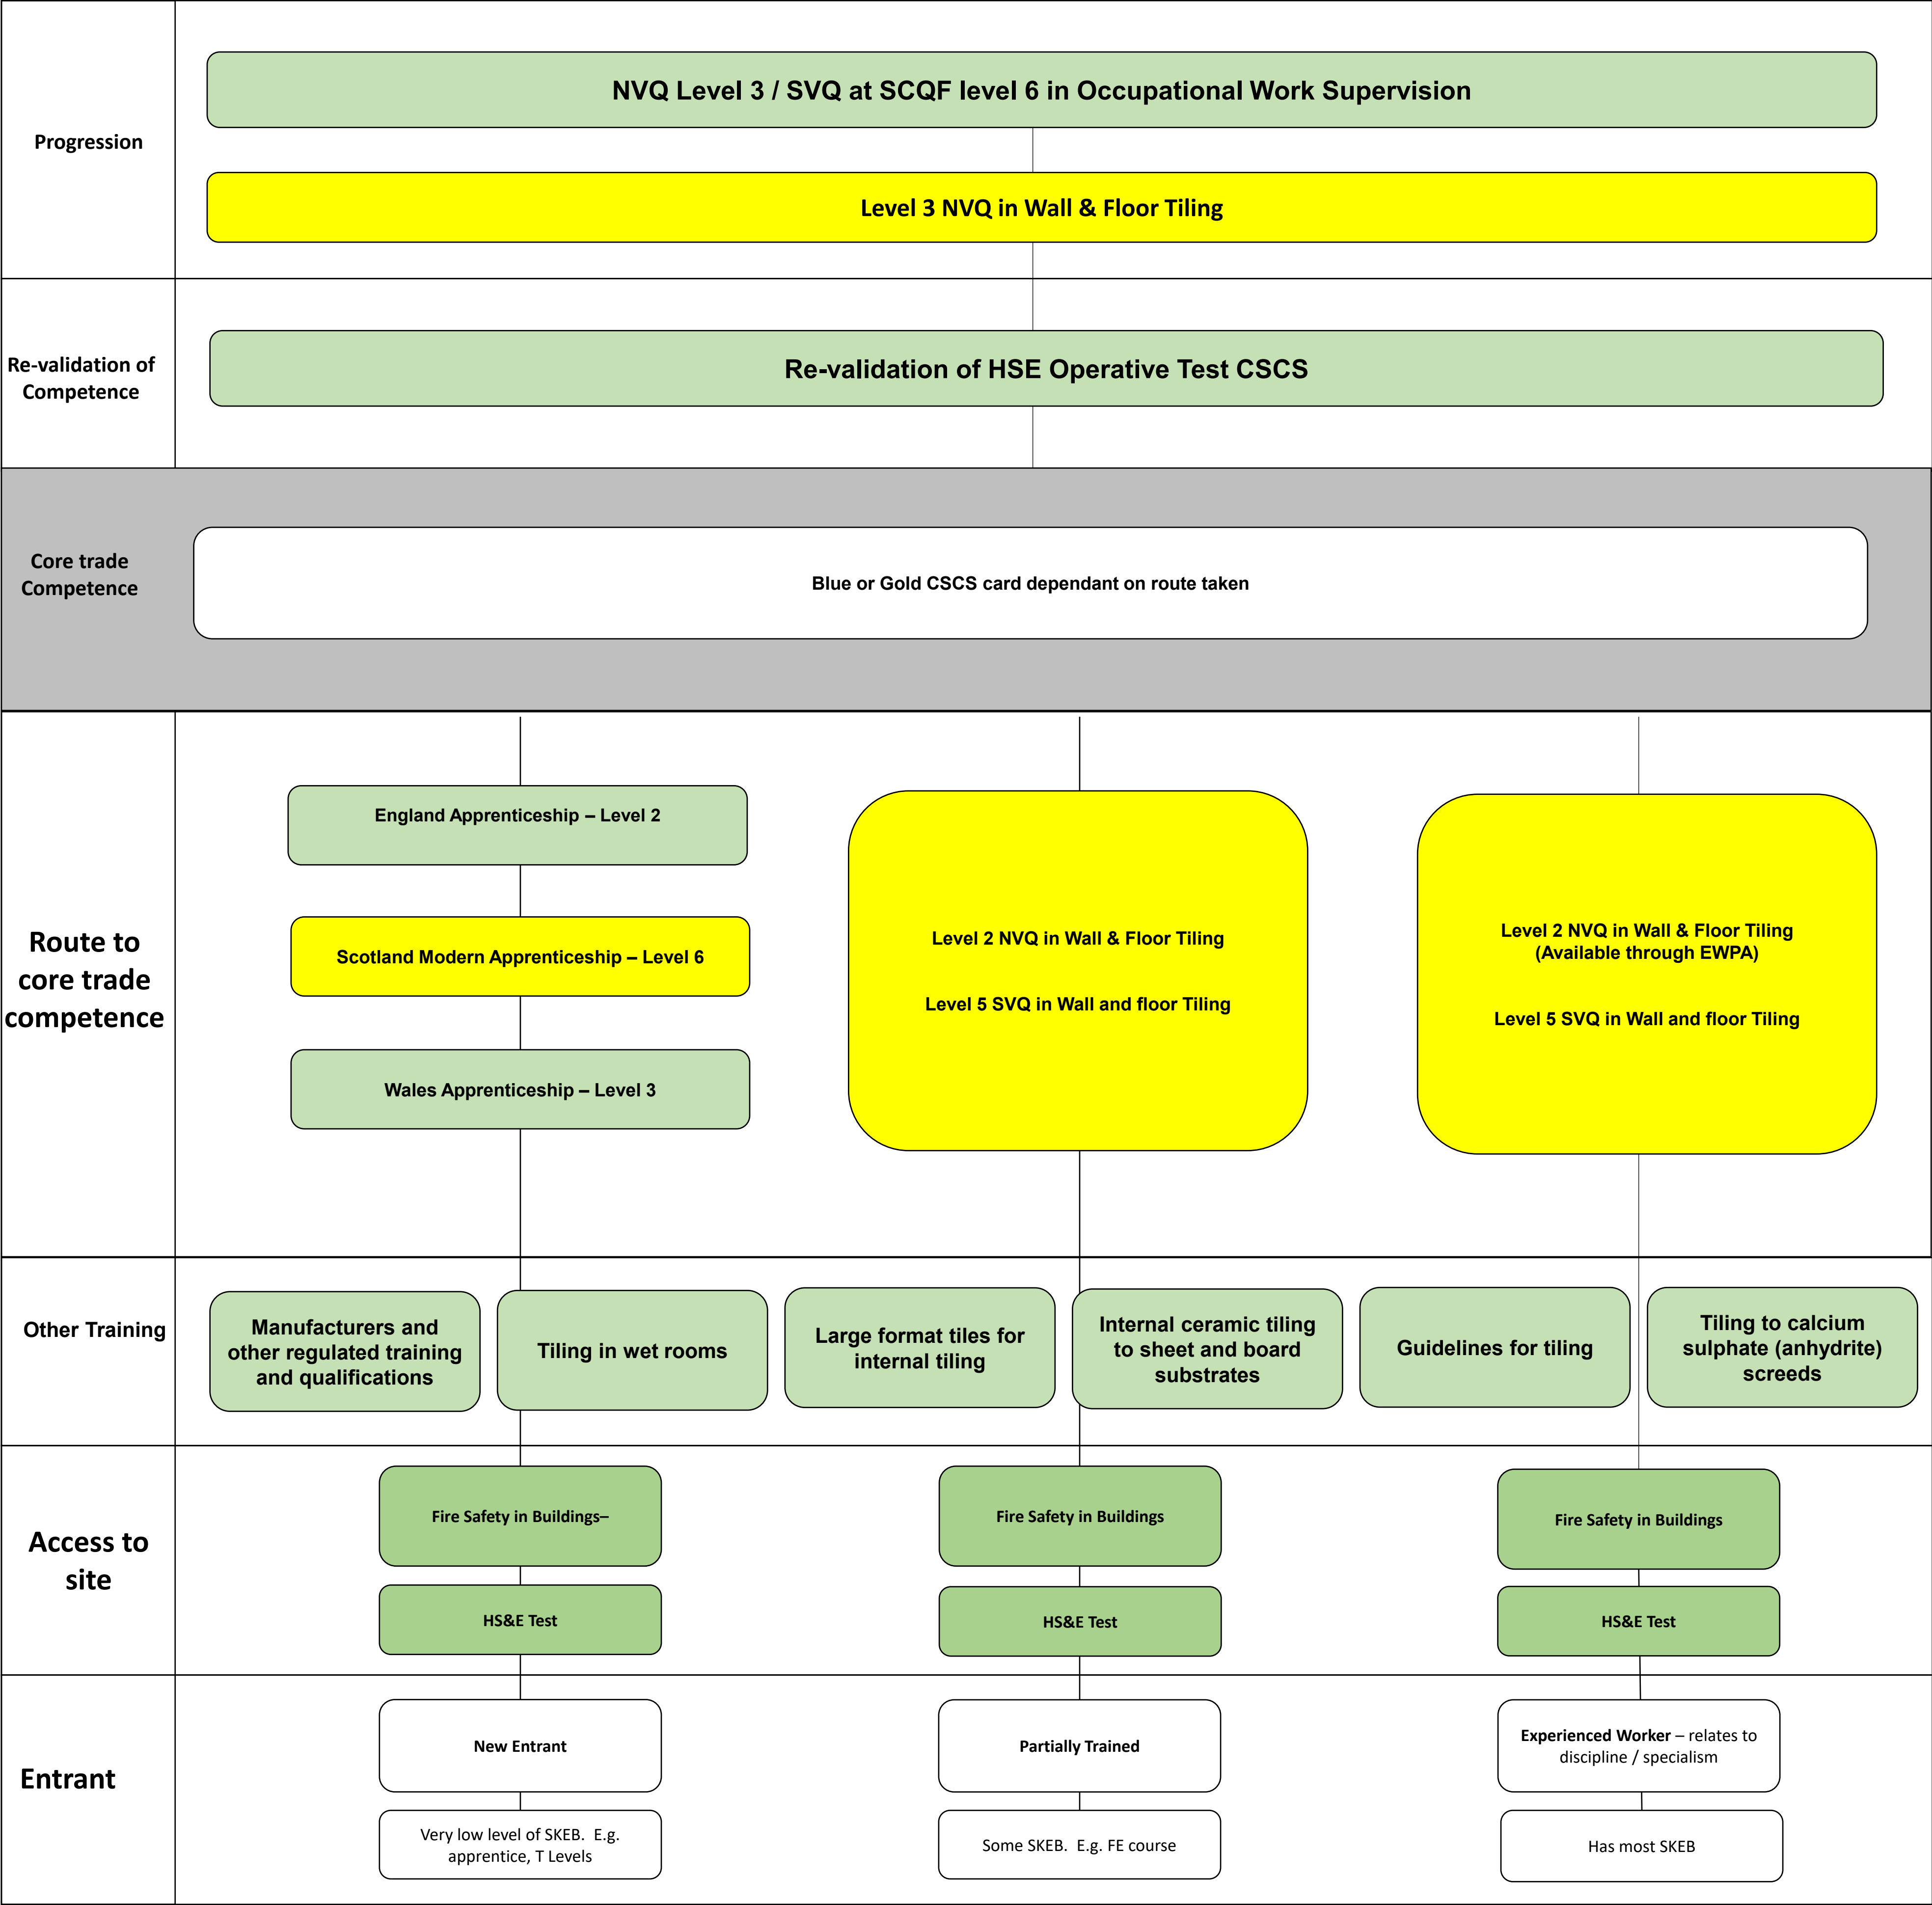 Progression
NVQ Level 3 / SVQ at SCQF level 6 in Occupational Work Supervision
Level 3 NVQ in Wall & Floor Tiling
Re-validation of
Competence
Re-validation of HSE Operative Test CSCS
Core trade
Competence
Blue or Gold CSCS card dependant on route taken
Route to
core trade
competence
England Apprenticeship – Level 2
Scotland Modern Apprenticeship – Level 6
Wales Apprenticeship – Level 3
Level 2 NVQ in Wall & Floor Tiling
Level 5 SVQ in Wall and floor Tiling
Level 2 NVQ in Wall & Floor Tiling
(Available through EWPA)
Level 5 SVQ in Wall and floor Tiling
Other Training
Manufacturers and
other regulated training
and qualifications
Tiling in wet rooms
Large format tiles for
internal tiling
Internal ceramic tiling
to sheet and board
substrates
Guidelines for tiling
Tiling to calcium
sulphate (anhydrite)
screeds
Access to
site
Fire Safety in Buildings–
Fire Safety in Buildings
Fire Safety in Buildings
HS&E Test
HS&E Test
HS&E Test
Entrant
New Entrant
Partially Trained
Experienced Worker – relates to
discipline / specialism
Very low level of SKEB.  E.g.
apprentice, T Levels
Some SKEB.  E.g. FE course
Has most SKEB